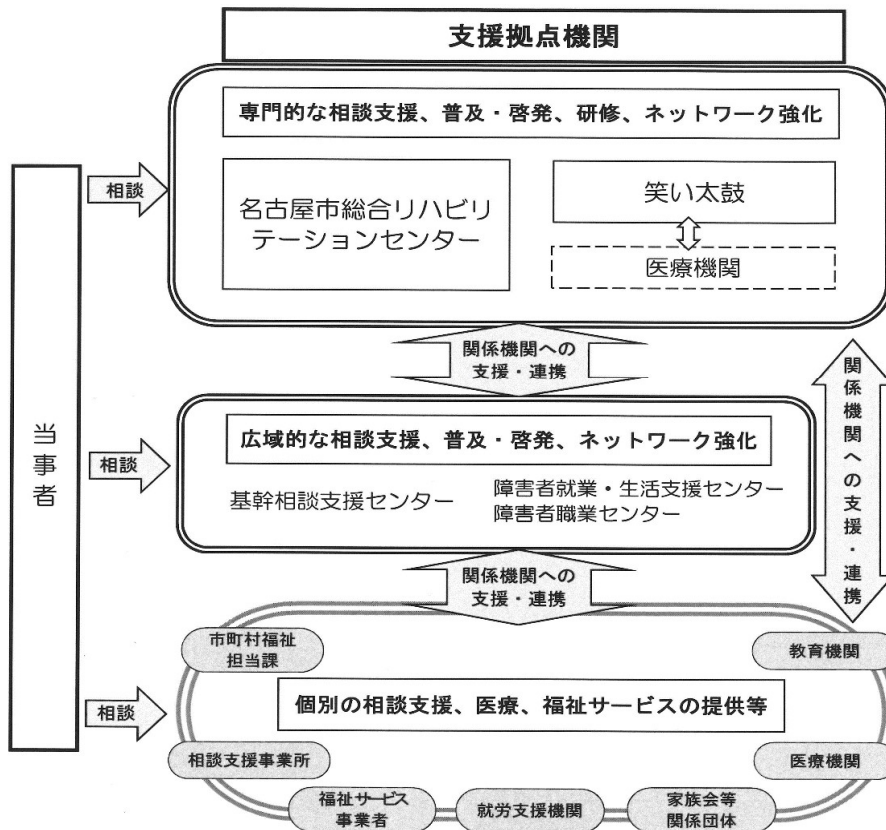 支援拠点機関
専門的な相談支援、普及・啓発、研修、ネットワーク強化
相談
名古屋市総合リハビリ
テーションセンター
笑い太鼓
医療機関
関係機関への
支援・連携
関係機関への支援・連携
当事者
広域的な相談支援、普及・啓発、ネットワーク強化
相談
基幹相談支援センター
障害者就業・生活支援センター
障害者職業センター
関係機関への
支援・連携
市町村福祉
担当課
教育機関
個別の相談支援、医療、福祉サービスの提供等
相談
相談支援事業所
医療機関
福祉サービス
事業者
就労支援機関
家族会等
関係団体